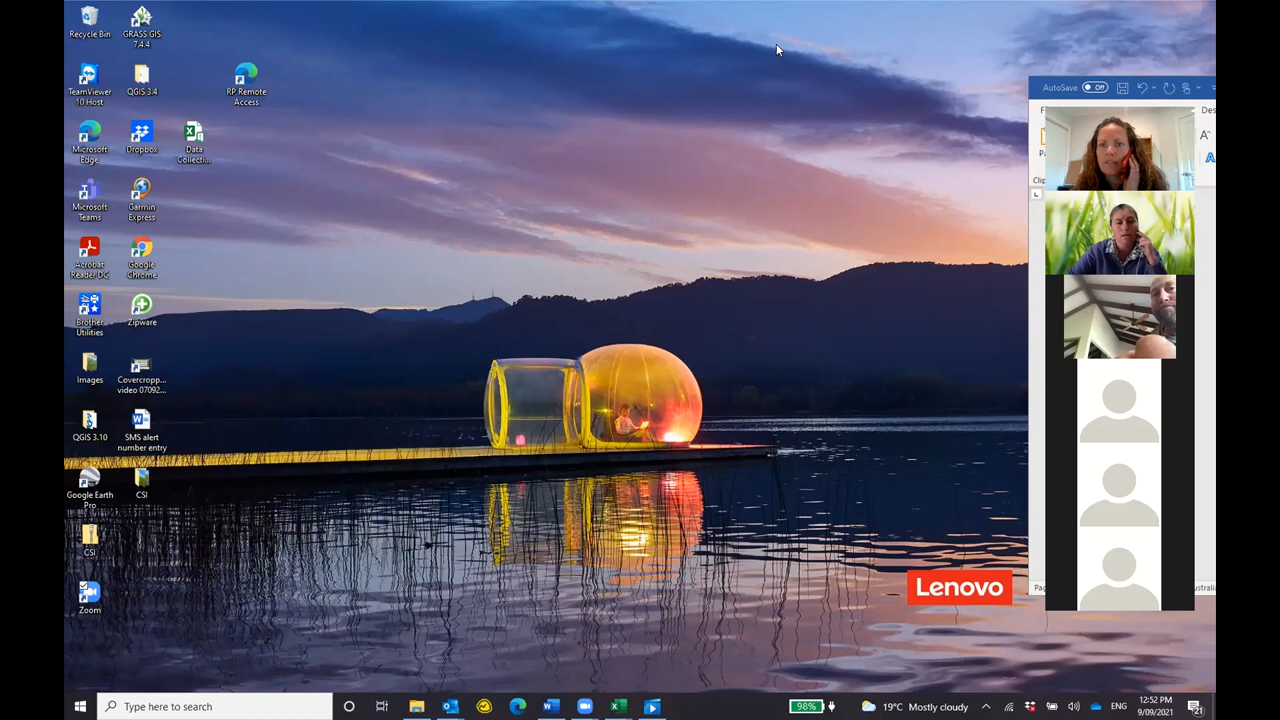 Recycle Bin
GRASS GIS
7.4.4
TeamViewer
10 Host
QGIS 3.4
RP Remote
Access
Microsoft
Edge
Dropbox
Data
Collecti...
Microsoft
Teams
Garmin
Express
Acrobat
Reader DC
Google
Chrome
Brother
Utilities
Zipware
Images
Covercropp...
video 07092...
QGIS 3.10
SMS alert
number entry
Google Earth
Pro
CSI
CSI
Zoom
AutoSave Off
Des
Lenovo
Type here to search
98%
19°C Mostly cloudy
ENG
12:52 PM
9/09/2021
21